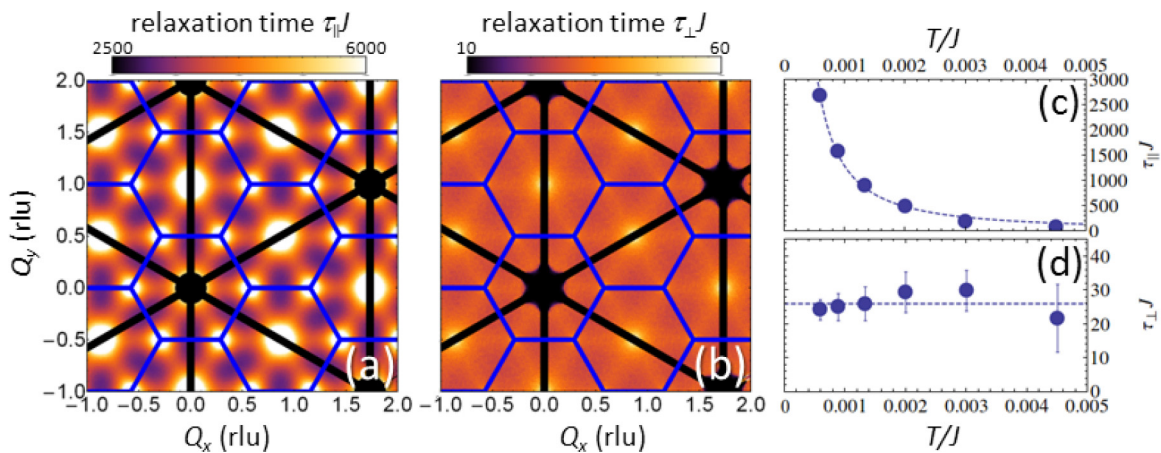 relaxation time τ∥J
2500 6000
relaxation time τ⊥J
10 60
T/J
0 0.001 0.002 0.003 0.004 0.005
2.0
1.5
1.0
0.5
0.0
−0.5
−1.0
Qy (rlu)
(a)
-1.0 −0.5 0.0 0.5 1.0 1.5 2.0
Qx (rlu)
(b)
−1.0 −0.5 0.0 0.5 1.0 1.5 2.0
Qx (rlu)
(c)
3000
2500
2000
1500
1000
500
0
τ∥J
(d)
40
30
20
10
0
τ⊥J
0 0.001 0.002 0.003 0.004 0.005
T/J